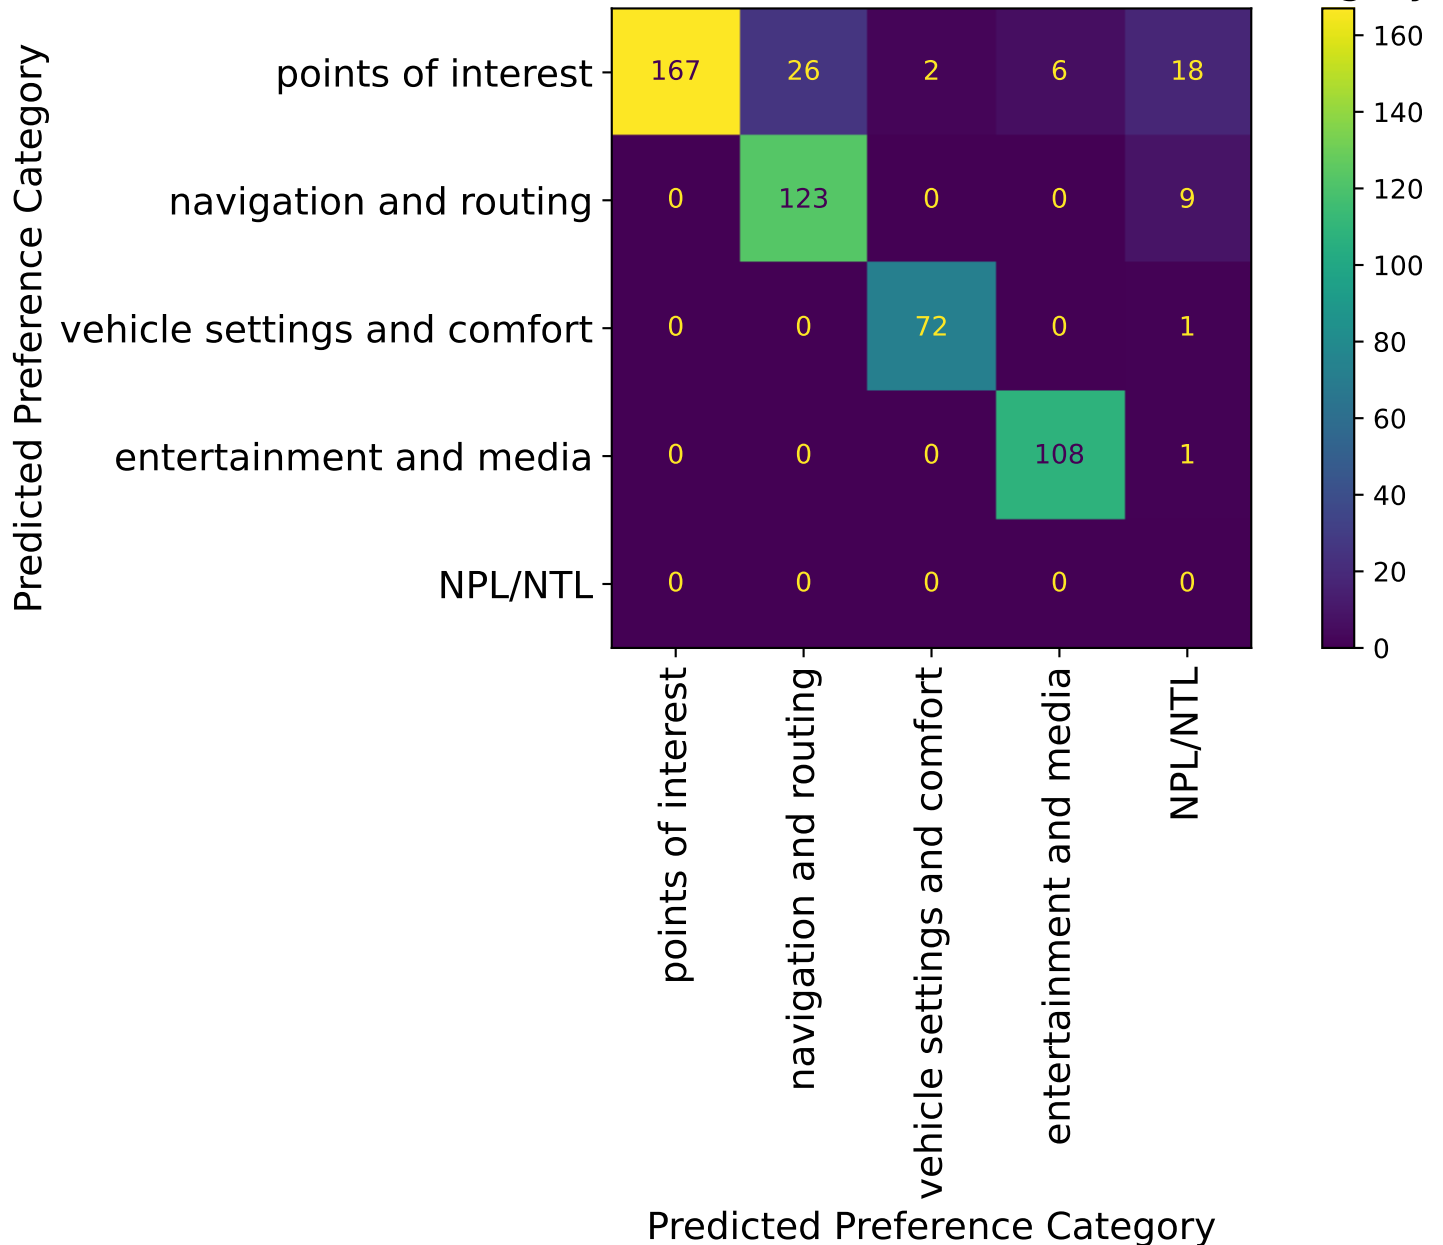 Predicted Preference Category
points of interest
167 26 2 6 18
navigation and routing
0 123 0 0 9
vehicle settings and comfort
0 0 72 0 1
entertainment and media
0 0 0 108 1
NPL/NTL
0 0 0 0 0
points of interest
navigation and routing
vehicle settings and comfort
entertainment and media
NPL/NTL
Predicted Preference Category
160
140
120
100
80
60
40
20
0